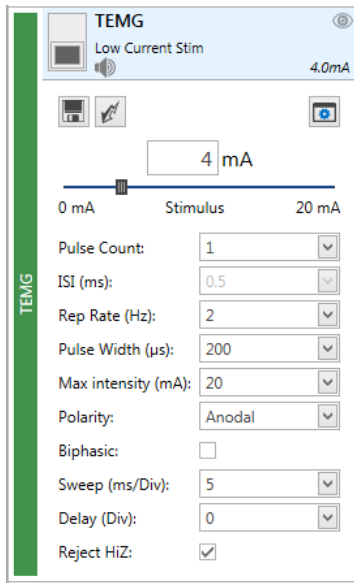 TEMG
Low Current Stim
4.0mA
4 mA
0 mA Stimulus 20 mA
TEMG
Pulse Count: 1
ISI (ms): 0.5
Rep Rate (Hz): 2
Pulse Width (µs): 200
Max intensity (mA): 20
Polarity: Anodal
Biphasic:
Sweep (ms/Div): 5
Delay (Div): 0
Reject HiZ: